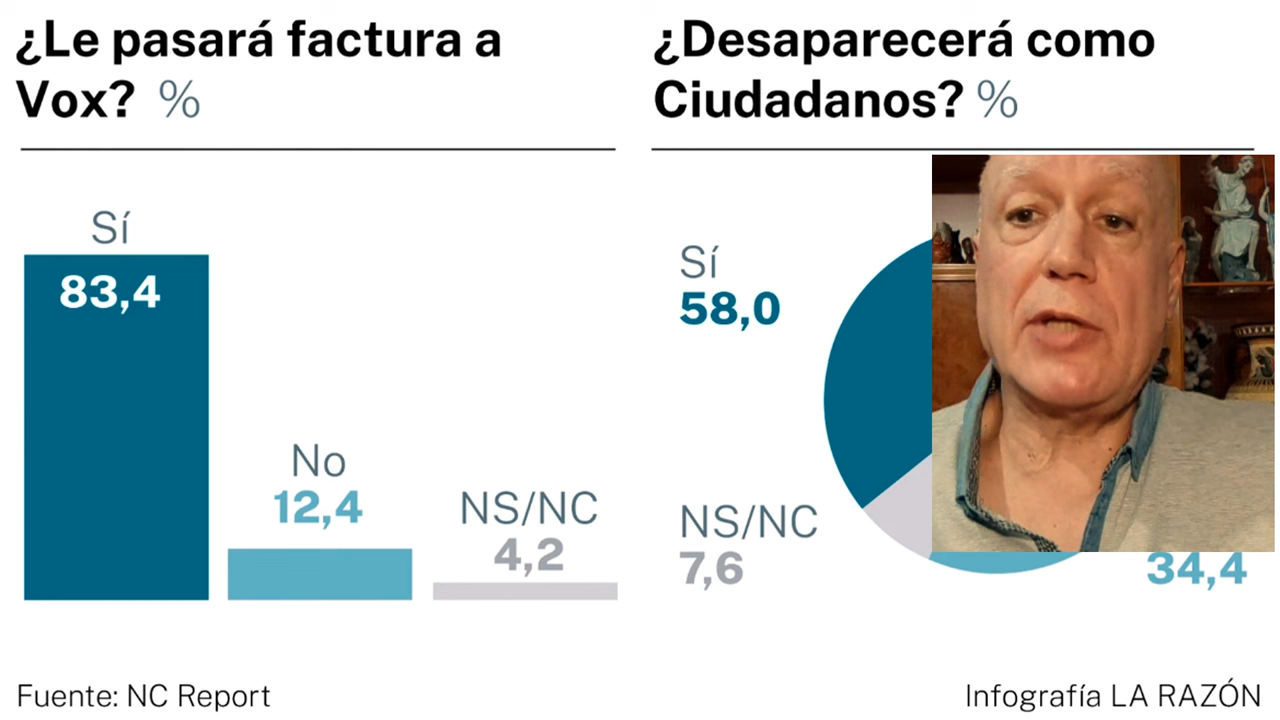 ¿Le pasará factura a
Vox? %
Sí
83,4
No
12,4
NS/NC
4,2
¿Desaparecerá como
Ciudadanos? %
Sí
58,0
NS/NC
7,6
34,4
Fuente: NC Report
Infografía LA RAZÓN